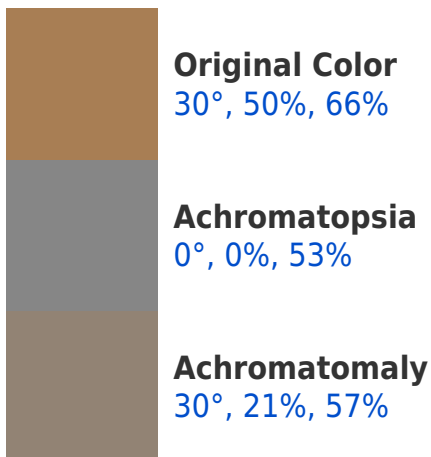 Original Color
30°, 50%, 66%
Achromatopsia
0°, 0%, 53%
Achromatomaly
30°, 21%, 57%